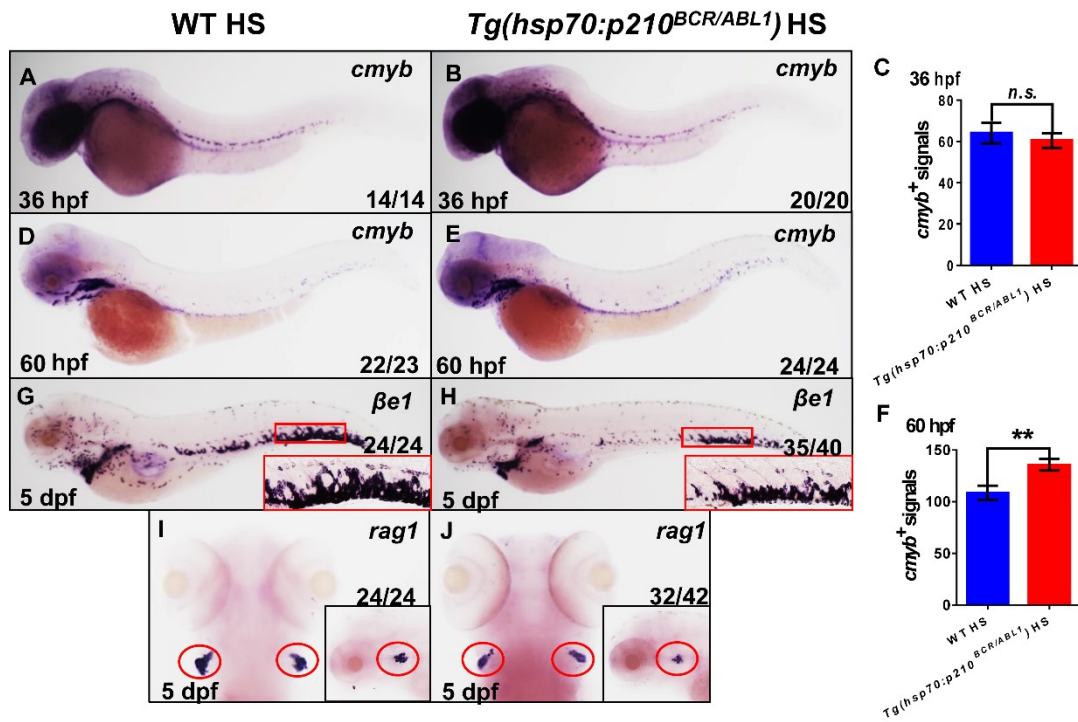 WT HS
Tg(hsp70:p210BCR/ABL1) HS
A
cmyb
36 hpf
14/14
B
cmyb
36 hpf
20/20
C
36 hpf
n.s.
80
60
40
20
0
cmyb+ signals
WT HS
Tg(hsp70:p210BCR/ABL1) HS
D
cmyb
60 hpf
22/23
E
cmyb
60 hpf
24/24
F
60 hpf
**
150
100
50
0
cmyb+ signals
WT HS
Tg(hsp70:p210BCR/ABL1) HS
G
βe1
24/24
5 dpf
H
βe1
35/40
5 dpf
I
rag1
24/24
5 dpf
J
rag1
32/42
5 dpf